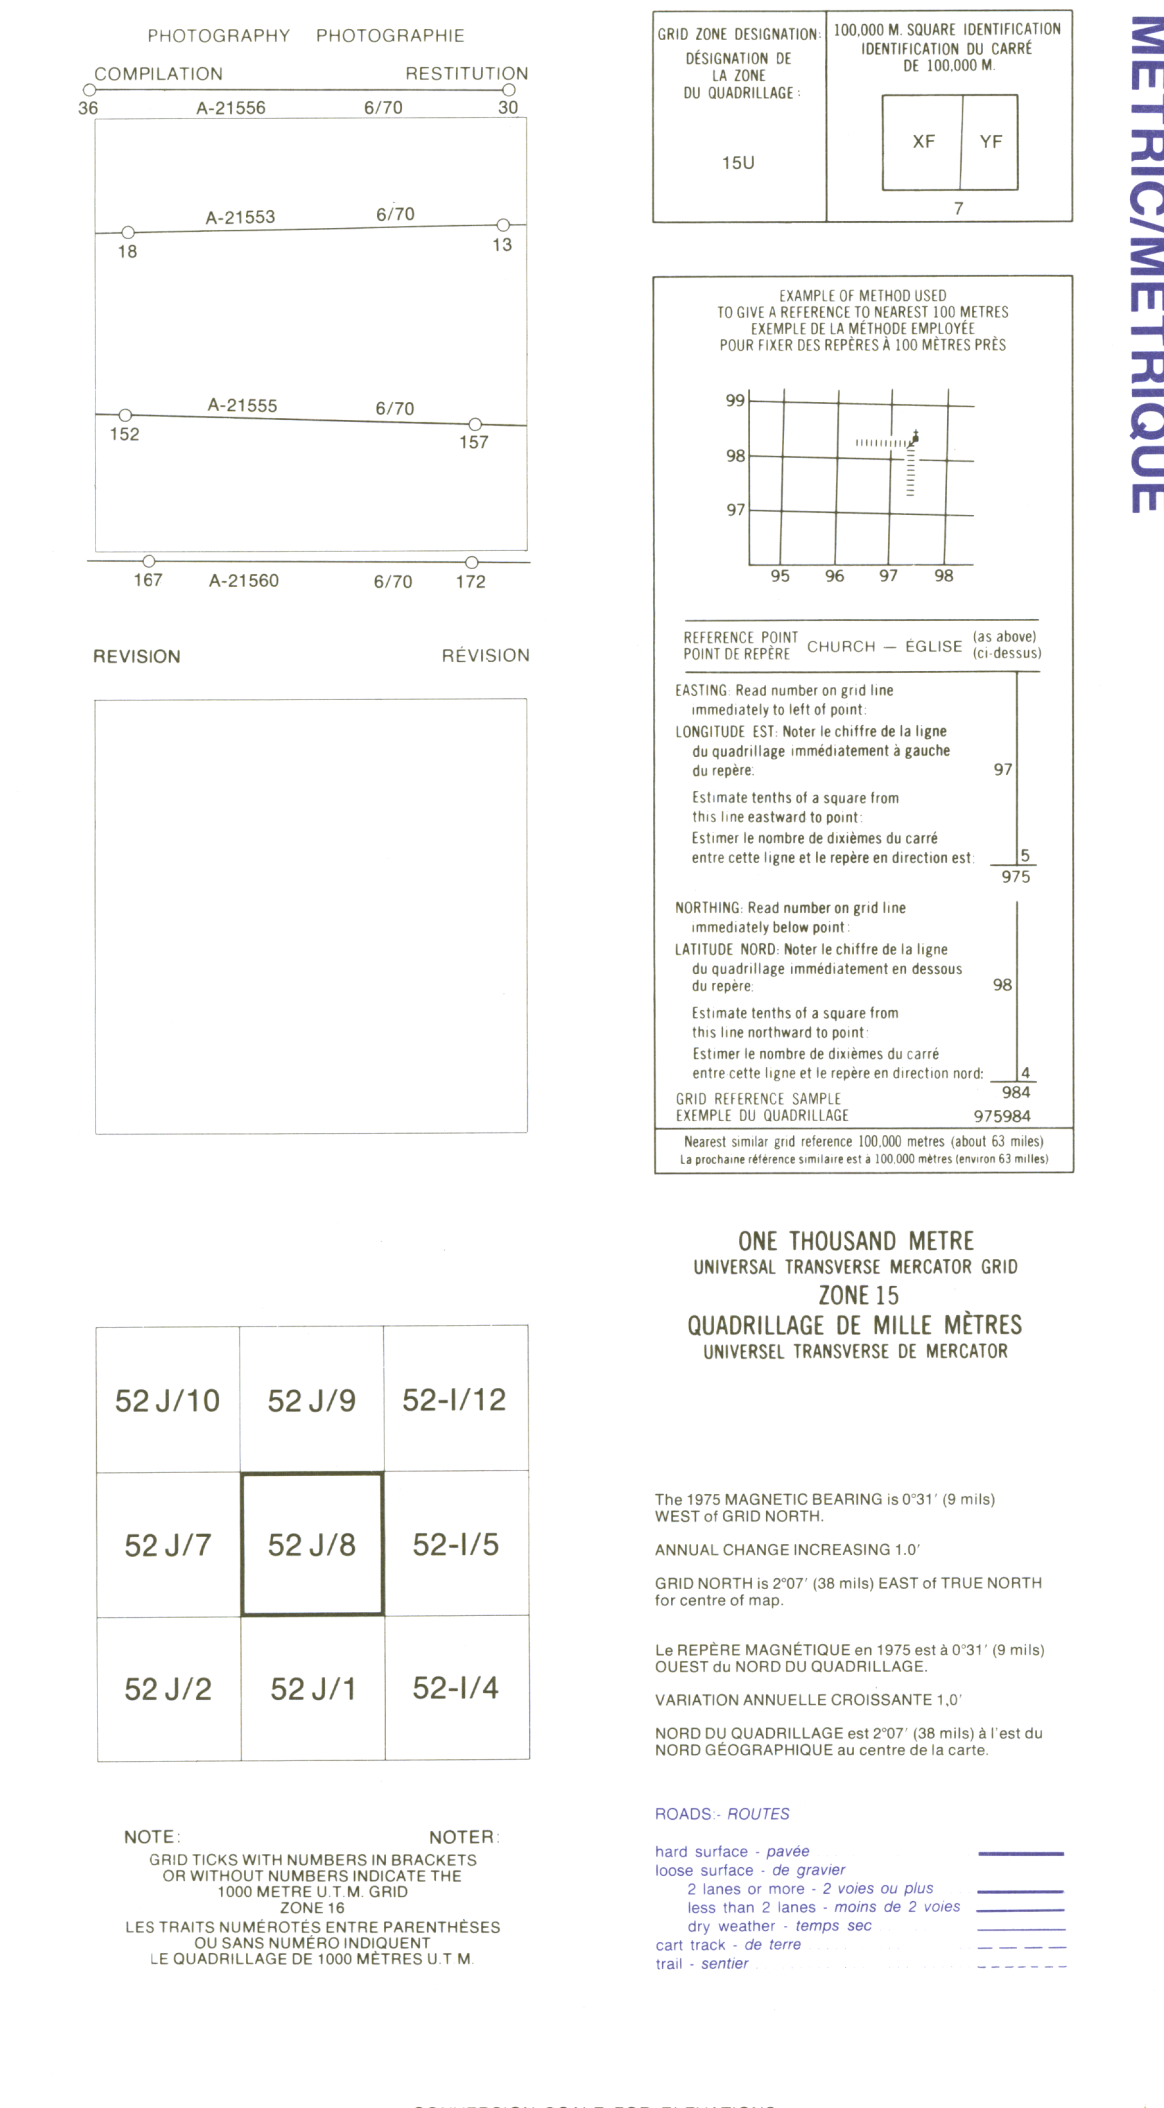 PHOTOGRAPHY PHOTOGRAPHIE
COMPILATION RESTITUTION
36 A-21556 6/70 30
A-21553 6/70
18 13
A-21555 6/70
152 157
167 A-21560 6/70 172
REVISION RÉVISION
52 J/10 52 J/9 52-I/12
52 J/7 52 J/8 52-I/5
52 J/2 52 J/1 52-I/4
NOTE: NOTER:
GRID TICKS WITH NUMBERS IN BRACKETS
OR WITHOUT NUMBERS INDICATE THE
1000 METRE U.T.M. GRID
ZONE 16
LES TRAITS NUMÉROTÉS ENTRE PARENTHÈSES
OU SANS NUMÉRO INDIQUENT
LE QUADRILLAGE DE 1000 MÈTRES U.T M.
GRID ZONE DESIGNATION:
DÉSIGNATION DE
LA ZONE
DU QUADRILLAGE :
15U
100,000 M. SQUARE IDENTIFICATION
IDENTIFICATION DU CARRÉ
DE 100,000 M.
XF YF
7
EXAMPLE OF METHOD USED
TO GIVE A REFERENCE TO NEAREST 100 METRES
EXEMPLE DE LA MÉTHODE EMPLOYÉE
POUR FIXER DES REPÈRES À 100 MÈTRES PRÈS
99
98
97
95 96 97 98
REFERENCE POINT
POINT DE REPÈRE
CHURCH — ÉGLISE
(as above)
(ci-dessus)
EASTING: Read number on grid line
immediately to left of point:
LONGITUDE EST: Noter le chiffre de la ligne
du quadrillage immédiatement à gauche
du repère: 97
Estimate tenths of a square from
this line eastward to point:
Estimer le nombre de dixièmes du carré
entre cette ligne et le repère en direction est: 5
975
NORTHING: Read number on grid line
immediately below point:
LATITUDE NORD: Noter le chiffre de la ligne
du quadrillage immédiatement en dessous
du repère: 98
Estimate tenths of a square from
this line northward to point:
Estimer le nombre de dixièmes du carré
entre cette ligne et le repère en direction nord: 4
984
GRID REFERENCE SAMPLE
EXEMPLE DU QUADRILLAGE 975984
Nearest similar grid reference 100,000 metres (about 63 miles)
La prochaine référence similaire est à 100,000 mètres (environ 63 milles)
ONE THOUSAND METRE
UNIVERSAL TRANSVERSE MERCATOR GRID
ZONE 15
QUADRILLAGE DE MILLE MÈTRES
UNIVERSEL TRANSVERSE DE MERCATOR
The 1975 MAGNETIC BEARING is 0°31′ (9 mils)
WEST of GRID NORTH.
ANNUAL CHANGE INCREASING 1.0′
GRID NORTH is 2°07′ (38 mils) EAST of TRUE NORTH
for centre of map.
Le REPÈRE MAGNÉTIQUE en 1975 est à 0°31′ (9 mils)
OUEST du NORD DU QUADRILLAGE.
VARIATION ANNUELLE CROISSANTE 1,0′
NORD DU QUADRILLAGE est 2°07′ (38 mils) à l'est du
NORD GÉOGRAPHIQUE au centre de la carte.
ROADS:- ROUTES
hard surface - pavée
loose surface - de gravier
2 lanes or more - 2 voies ou plus
less than 2 lanes - moins de 2 voies
dry weather - temps sec
cart track - de terre
trail - sentier
METRIC/MÉTRIQUE